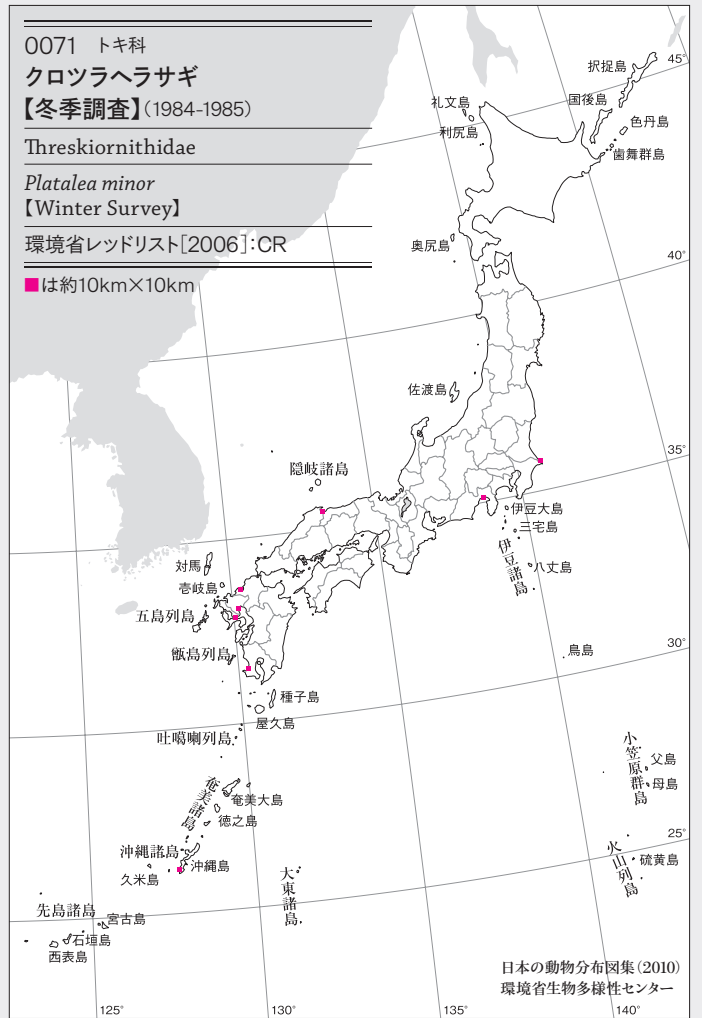 0071 トキ科
クロツラヘラサギ
【冬季調査】(1984-1985)
Threskiornithidae
Platalea minor
【Winter Survey】
環境省レッドリスト[2006]:CR
■は約10km×10km
45°
択捉島
国後島
礼文島
色丹島
利尻島
歯舞群島
奥尻島
40°
佐渡島
35°
隠岐諸島
伊豆大島
三宅島
伊豆諸島
八丈島
対馬
壱岐島
五島列島
甑島列島
鳥島
30°
種子島
屋久島
吐噶喇列島
小笠原群島
父島
母島
奄美諸島
奄美大島
徳之島
25°
沖縄諸島
沖縄島
久米島
火山列島
硫黄島
大東諸島
先島諸島
宮古島
石垣島
西表島
日本の動物分布図集(2010)
環境省生物多様性センター
125°
130°
135°
140°